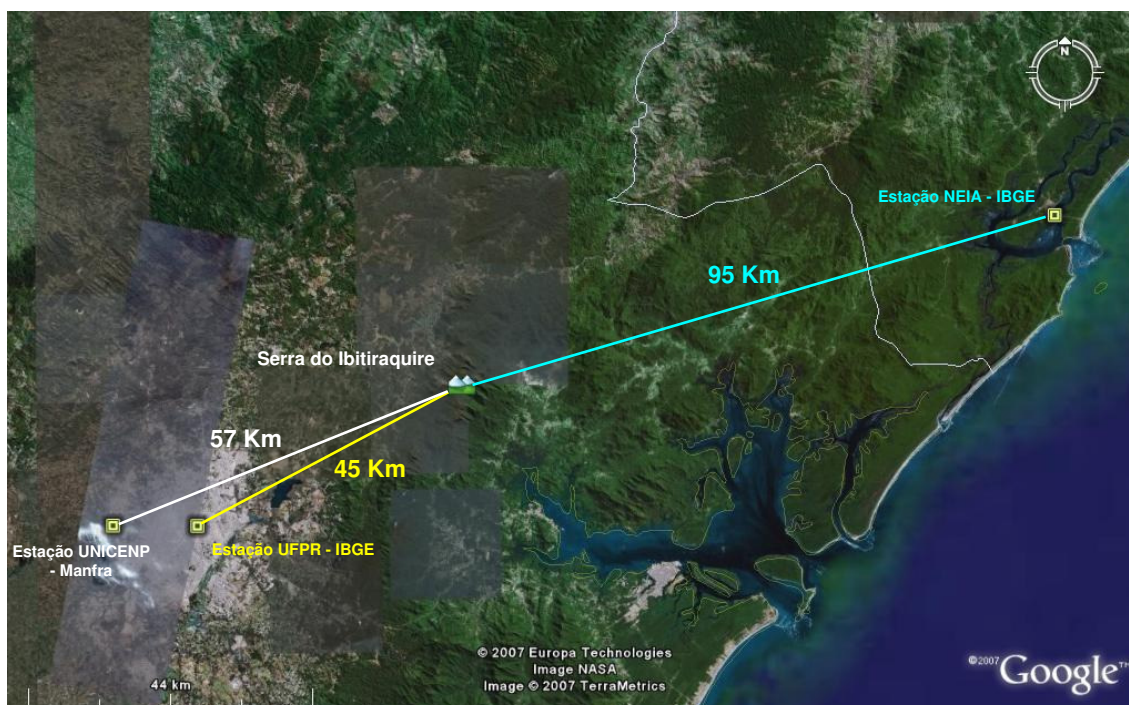 N
Estação NEIA - IBGE
95 Km
Serra do Ibitiraquire
57 Km
45 Km
Estação UNICENP
- Manfra
Estação UFPR - IBGE
© 2007 Europa Technologies
Image NASA
Image © 2007 TerraMetrics
44 km
©2007 Google™